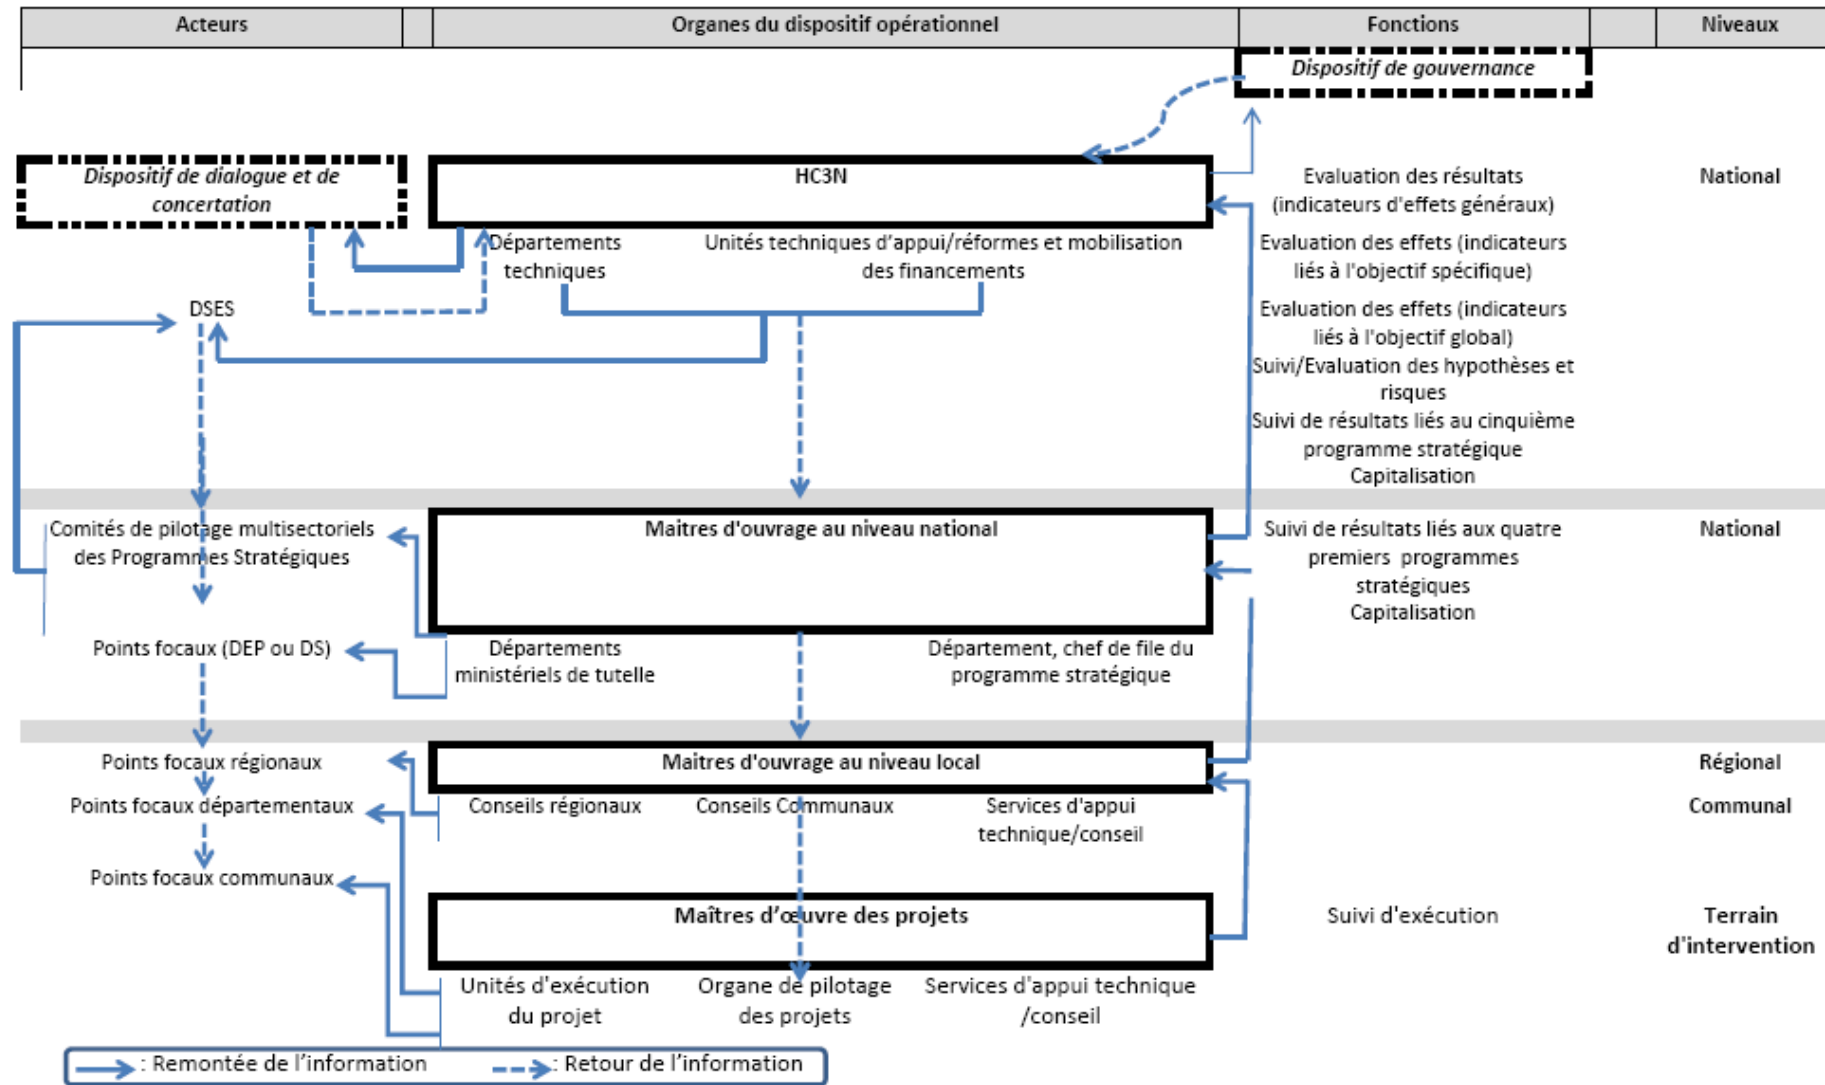 Acteurs
Organes du dispositif opérationnel
Fonctions
Niveaux
Dispositif de gouvernance
Dispositif de dialogue et de
concertation
HC3N
Evaluation des résultats
(indicateurs d'effets généraux)
National
Départements
techniques
Unités techniques d'appui/réformes et mobilisation
des financements
Evaluation des effets (indicateurs
liés à l'objectif spécifique)
DSES
Evaluation des effets (indicateurs
liés à l'objectif global)
Suivi/Evaluation des hypothèses et
risques
Suivi de résultats liés au cinquième
programme stratégique
Capitalisation
Comités de pilotage multisectoriels
des Programmes Stratégiques
Maitres d'ouvrage au niveau national
Suivi de résultats liés aux quatre
premiers programmes
stratégiques
Capitalisation
National
Points focaux (DEP ou DS)
Départements
ministériels de tutelle
Département, chef de file du
programme stratégique
Points focaux régionaux
Maitres d'ouvrage au niveau local
Régional
Points focaux départementaux
Conseils régionaux
Conseils Communaux
Services d'appui
technique/conseil
Communal
Points focaux communaux
Maîtres d'œuvre des projets
Suivi d'exécution
Terrain
d'intervention
Unités d'exécution
du projet
Organe de pilotage
des projets
Services d'appui technique
/conseil
: Remontée de l'information
: Retour de l'information